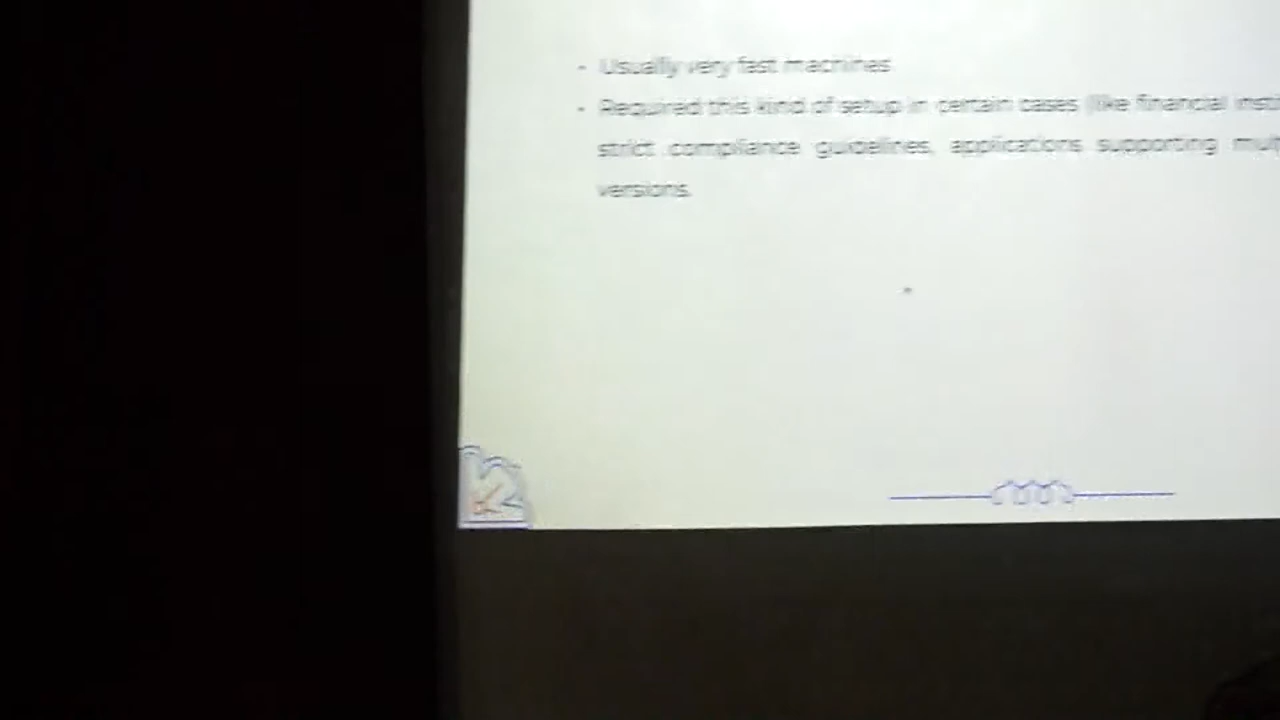 - Usually very fast machines
- Required this kind of setup in certain cases (like financial
strict compliance guidelines, applications supporting
versions.